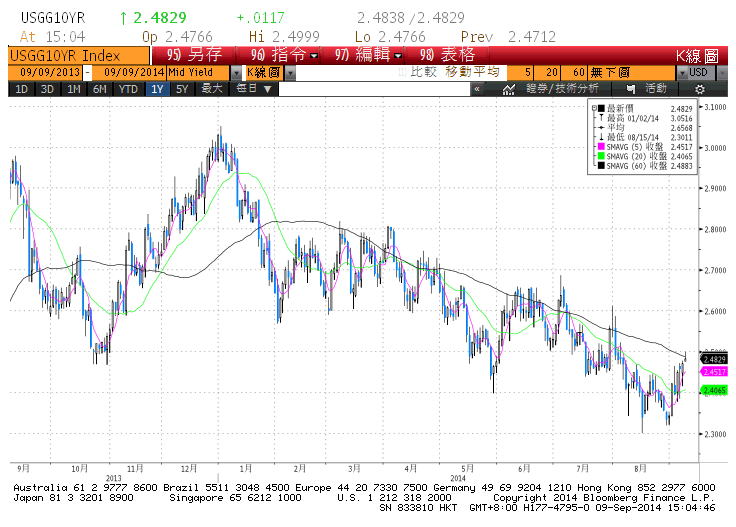 USGG10YR ↑ 2.4829 +.0117 2.4838 /2.4829
At 15:04 Op 2.4766 Hi 2.4999 Lo 2.4766 Prev 2.4712
USGG10YR Index 95) 另存 96) 指令 97) 編輯 98) 表格 K線圖
09/09/2013 - 09/09/2014 Mid Yield K線圖 比較 移動平均 5 20 60 無下圖 USD
1D 3D 1M 6M YTD 1Y 5Y 最大 每日 ▼ « 證券/技術分析 活動
最新價 2.4829
最高 01/02/14 3.0516
平均 2.6568
最低 08/15/14 2.3011
SMAVG (5) 收盤 2.4517
SMAVG (20) 收盤 2.4065
SMAVG (60) 收盤 2.4883
3.1000
3.0000
2.9000
2.8000
2.7000
2.6000
2.5000
2.4829
2.4517
2.4065
2.3000
9月 10月 11月 12月 1月 2月 3月 4月 5月 6月 7月 8月
2013 2014
Australia 61 2 9777 8600 Brazil 5511 3048 4500 Europe 44 20 7330 7500 Germany 49 69 9204 1210 Hong Kong 852 2977 6000
Japan 81 3 3201 8900 Singapore 65 6212 1000 U.S. 1 212 318 2000 Copyright 2014 Bloomberg Finance L.P.
SN 833810 HKT GMT+8:00 H177-4795-0 09-Sep-2014 15:04:46